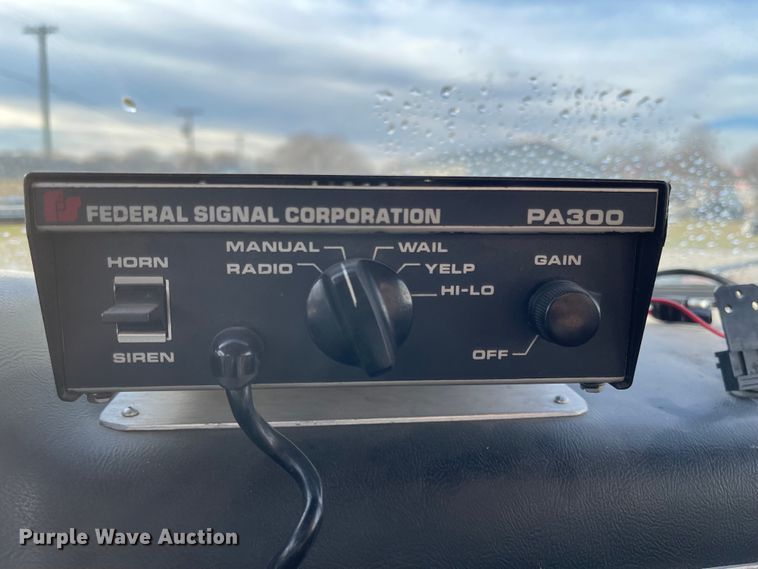 FEDERAL SIGNAL CORPORATION PA300
HORN
SIREN
MANUAL WAIL
RADIO YELP
HI-LO
GAIN
OFF
Purple Wave Auction